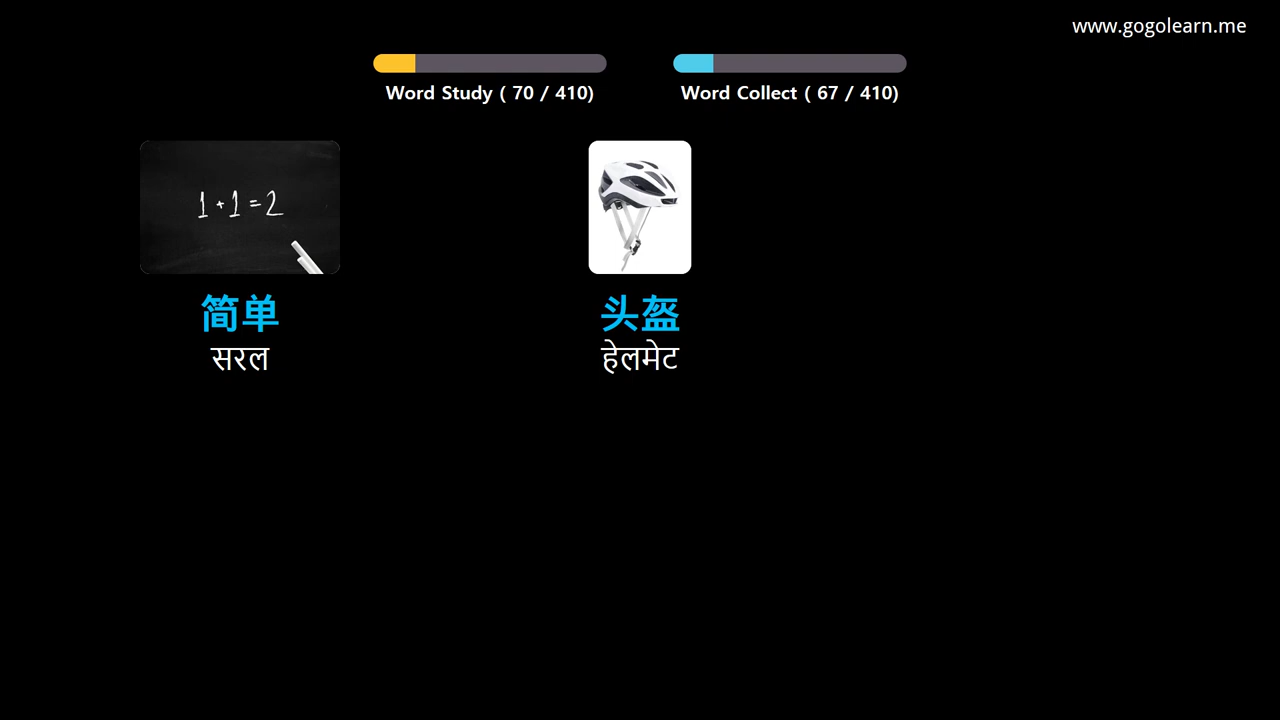 www.gogolearn.me
Word Study ( 70 / 410)
Word Collect ( 67 / 410)
1 + 1 = 2
简单
सरल
头盔
हेलमेट